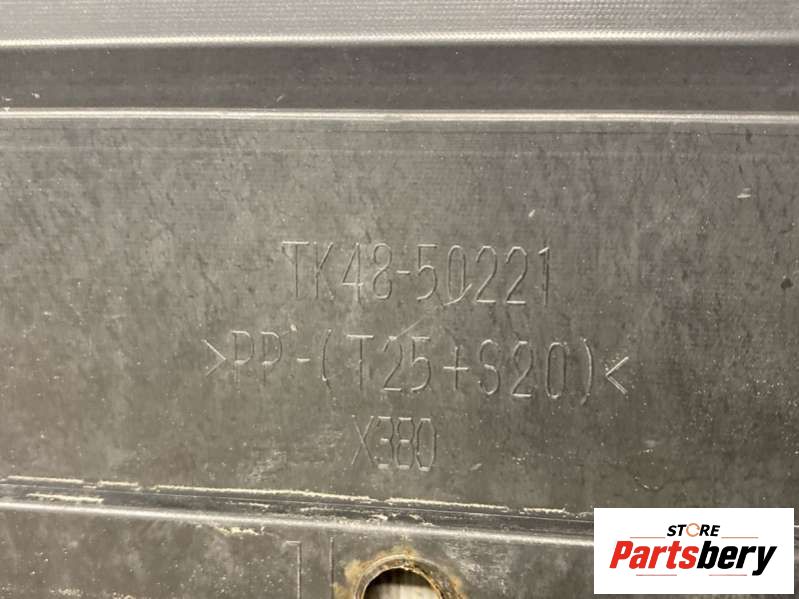 TK48-50221
>PP-(T25+S20)<
X380
STORE
Partsbery